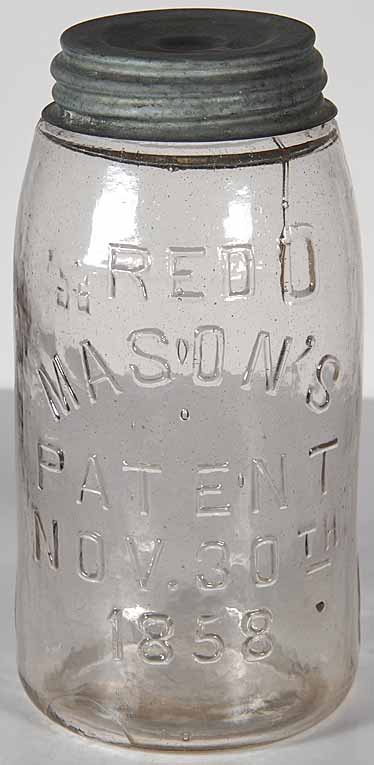 MASON'S
PATENT
NOV. 30TH
1858